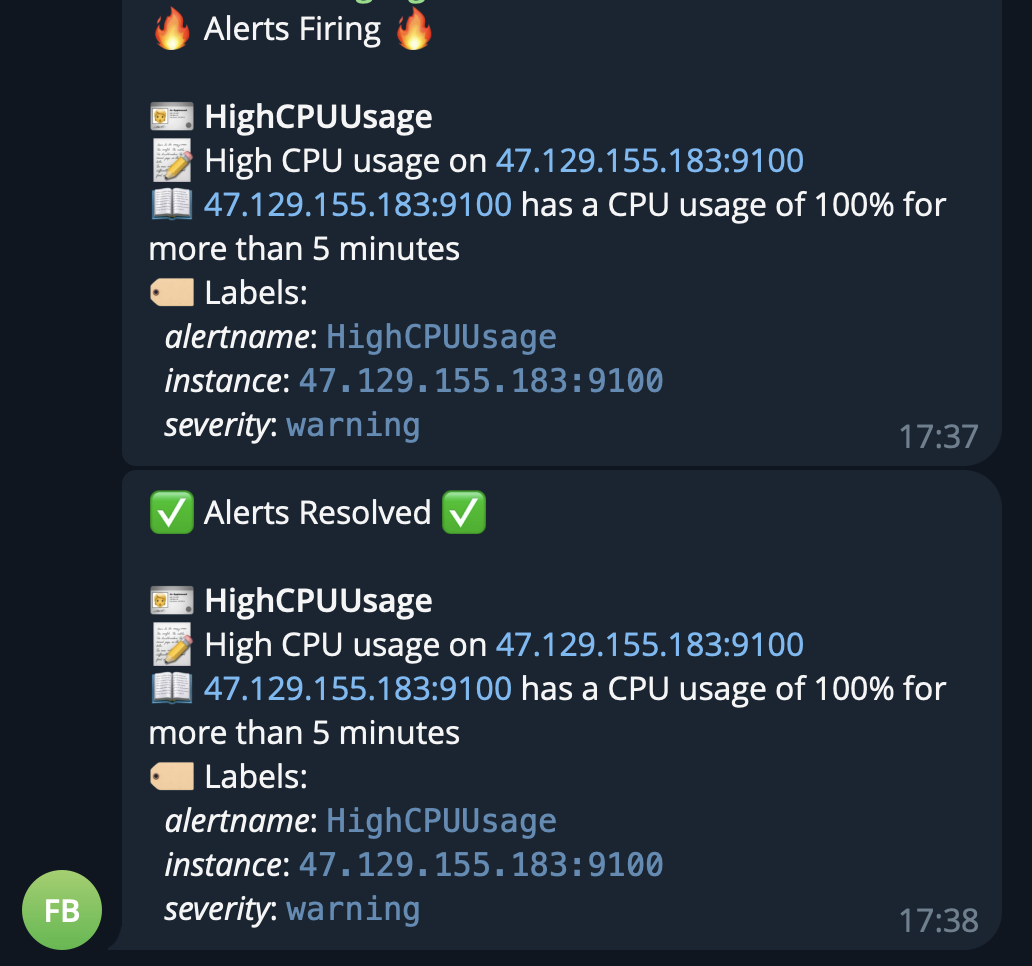 🔥 Alerts Firing 🔥
🪪 HighCPUUsage
📝 High CPU usage on 47.129.155.183:9100
📖 47.129.155.183:9100 has a CPU usage of 100% for
more than 5 minutes
🏷 Labels:
alertname: HighCPUUsage
instance: 47.129.155.183:9100
severity: warning
17:37
✅ Alerts Resolved ✅
🪪 HighCPUUsage
📝 High CPU usage on 47.129.155.183:9100
📖 47.129.155.183:9100 has a CPU usage of 100% for
more than 5 minutes
🏷 Labels:
alertname: HighCPUUsage
instance: 47.129.155.183:9100
severity: warning
17:38
FB